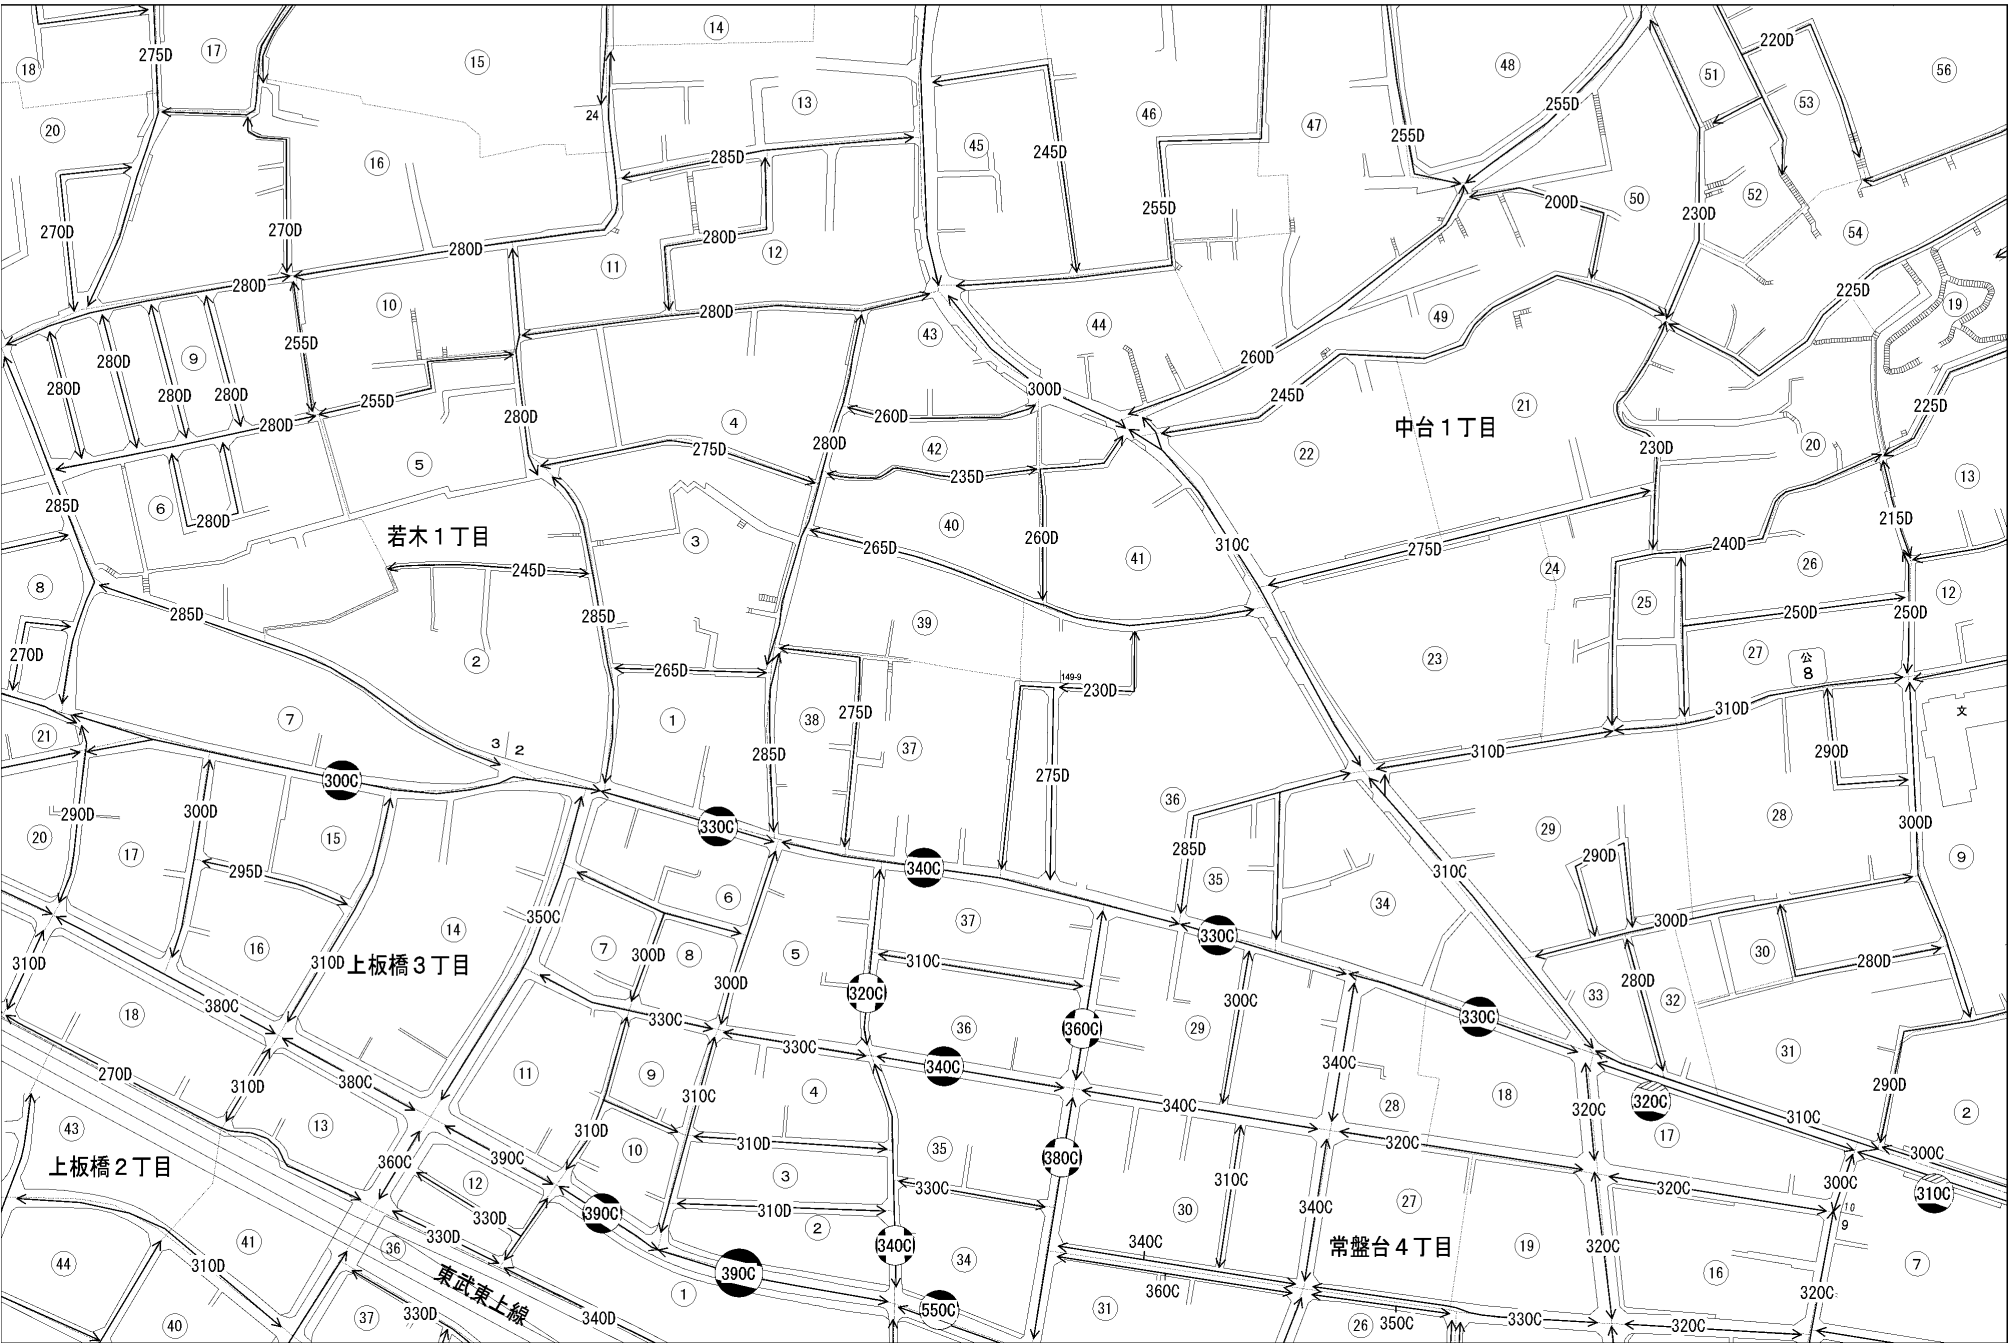 14
17
15
18
48
275D
220D
51
56
13
53
46
255D
24
47
20
255D
45
245D
285D
16
50
52
200D
255D
230D
54
270D
270D
280D
280D
12
11
280D
225D
19
10
280D
43
44
49
255D
9
280D
260D
280D
280D
280D
300D
245D
255D
280D
260D
21
225D
4
中台1丁目
280D
275D
280D
42
22
20
230D
5
235D
13
285D
6
280D
215D
40
若木1丁目
3
260D
310C
265D
275D
240D
41
24
26
245D
8
12
25
285D
285D
250D
250D
39
270D
2
265D
23
27
公
8
149-9
230D
7
1
38
275D
310D
文
21
37
3 2
285D
310D
290D
275D
300C
36
290D
300D
330C
28
300D
29
20
15
17
285D
290D
340C
9
295D
310C
35
6
34
350C
37
300D
14
330C
16
7
8
5
30
310D
310D
300D
310C
280D
上板橋3丁目
300D
280D
320C
33
32
380C
300C
18
330C
330C
36
29
360C
330C
31
340C
340C
270D
11
9
380C
310D
290D
4
310C
18
320C
340C
28
320C
310C
2
43
13
310D
310D
320C
17
10
35
300C
380C
390C
360C
上板橋2丁目
3
12
330C
310C
320C
300C
27
310C
30
310D
340C
390C
330D
2
10
9
41
330D
36
340C
340C
常盤台4丁目
19
320C
44
310D
34
7
390C
16
東武東上線
1
360C
320C
31
550C
37
330D
340D
350C
330C
40
26
320C